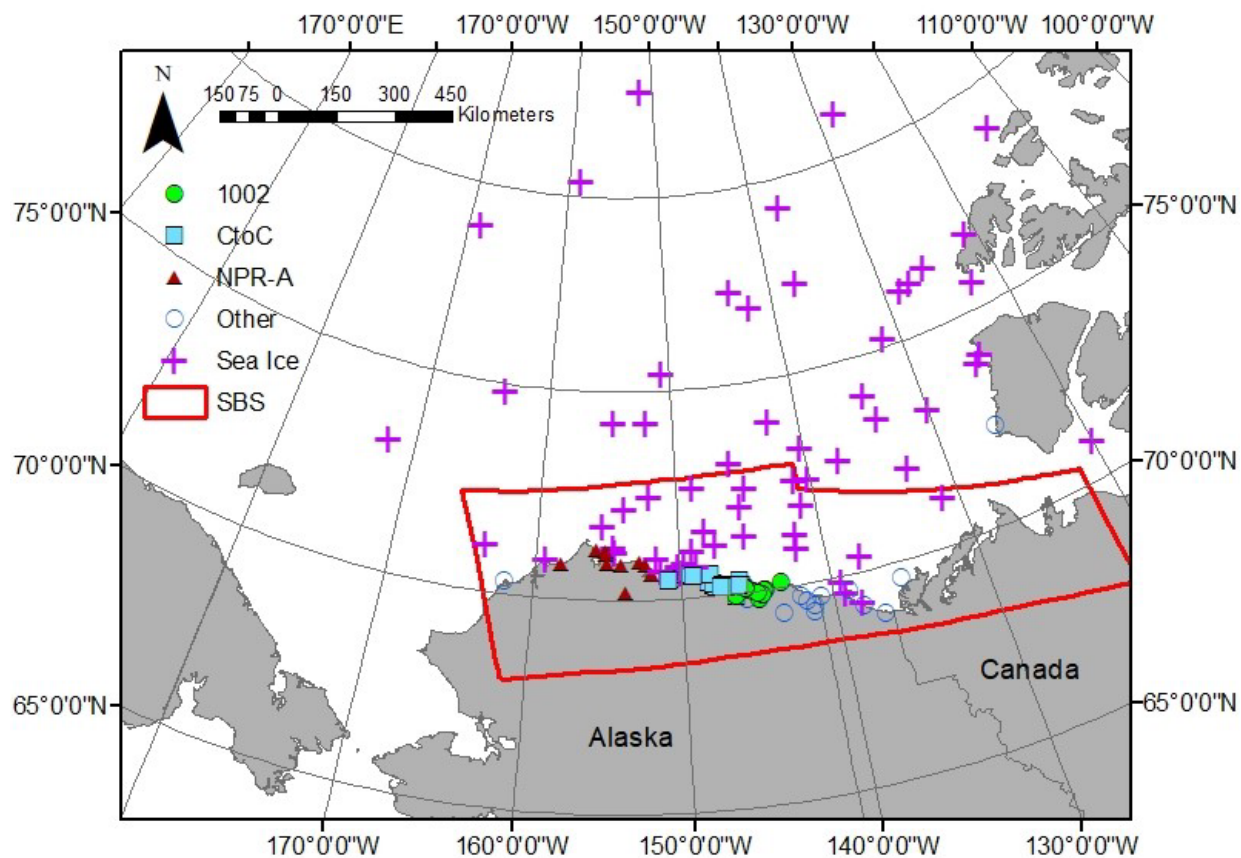 170°0'0"E 170°0'0"W 150°0'0"W 130°0'0"W 110°0'0"W 100°0'0"W
N
150 75 0 150 300 450
Kilometers
1002
75°0'0"N 75°0'0"N
CtoC
NPR-A
Other
Sea Ice
SBS
70°0'0"N 70°0'0"N
Canada
65°0'0"N 65°0'0"N
Alaska
170°0'0"W 160°0'0"W 150°0'0"W 140°0'0"W 130°0'0"W